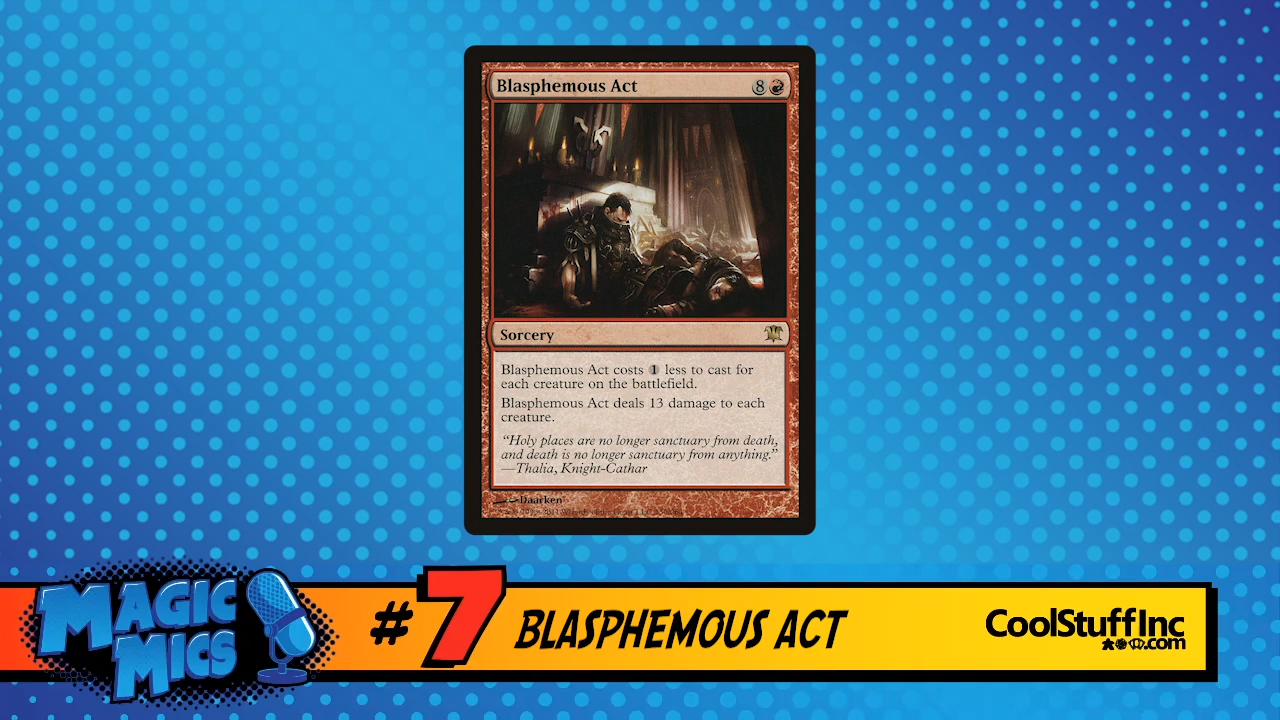 Blasphemous Act 8
Sorcery
Blasphemous Act costs 1 less to cast for
each creature on the battlefield.
Blasphemous Act deals 13 damage to each
creature.
“Holy places are no longer sanctuary from death,
and death is no longer sanctuary from anything.”
—Thalia, Knight-Cathar
Daarken
MAGIC
MICS
#7 BLASPHEMOUS ACT
CoolStuffInc
.com